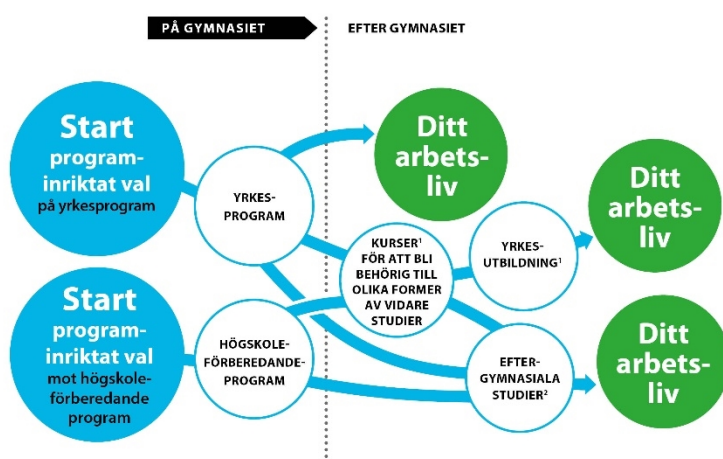 PÅ GYMNASIET
EFTER GYMNASIET
Start
program-
inriktat val
på yrkesprogram
YRKES-
PROGRAM
Ditt
arbets-
liv
KURSER¹
FÖR ATT BLI
BEHÖRIG TILL
OLIKA FORMER
AV VIDARE
STUDIER
YRKES-
UTBILDNING¹
Ditt
arbets-
liv
Start
program-
inriktat val
mot högskole-
förberedande
program
HÖGSKOLE-
FÖRBEREDANDE-
PROGRAM
EFTER-
GYMNASIALA
STUDIER²
Ditt
arbets-
liv